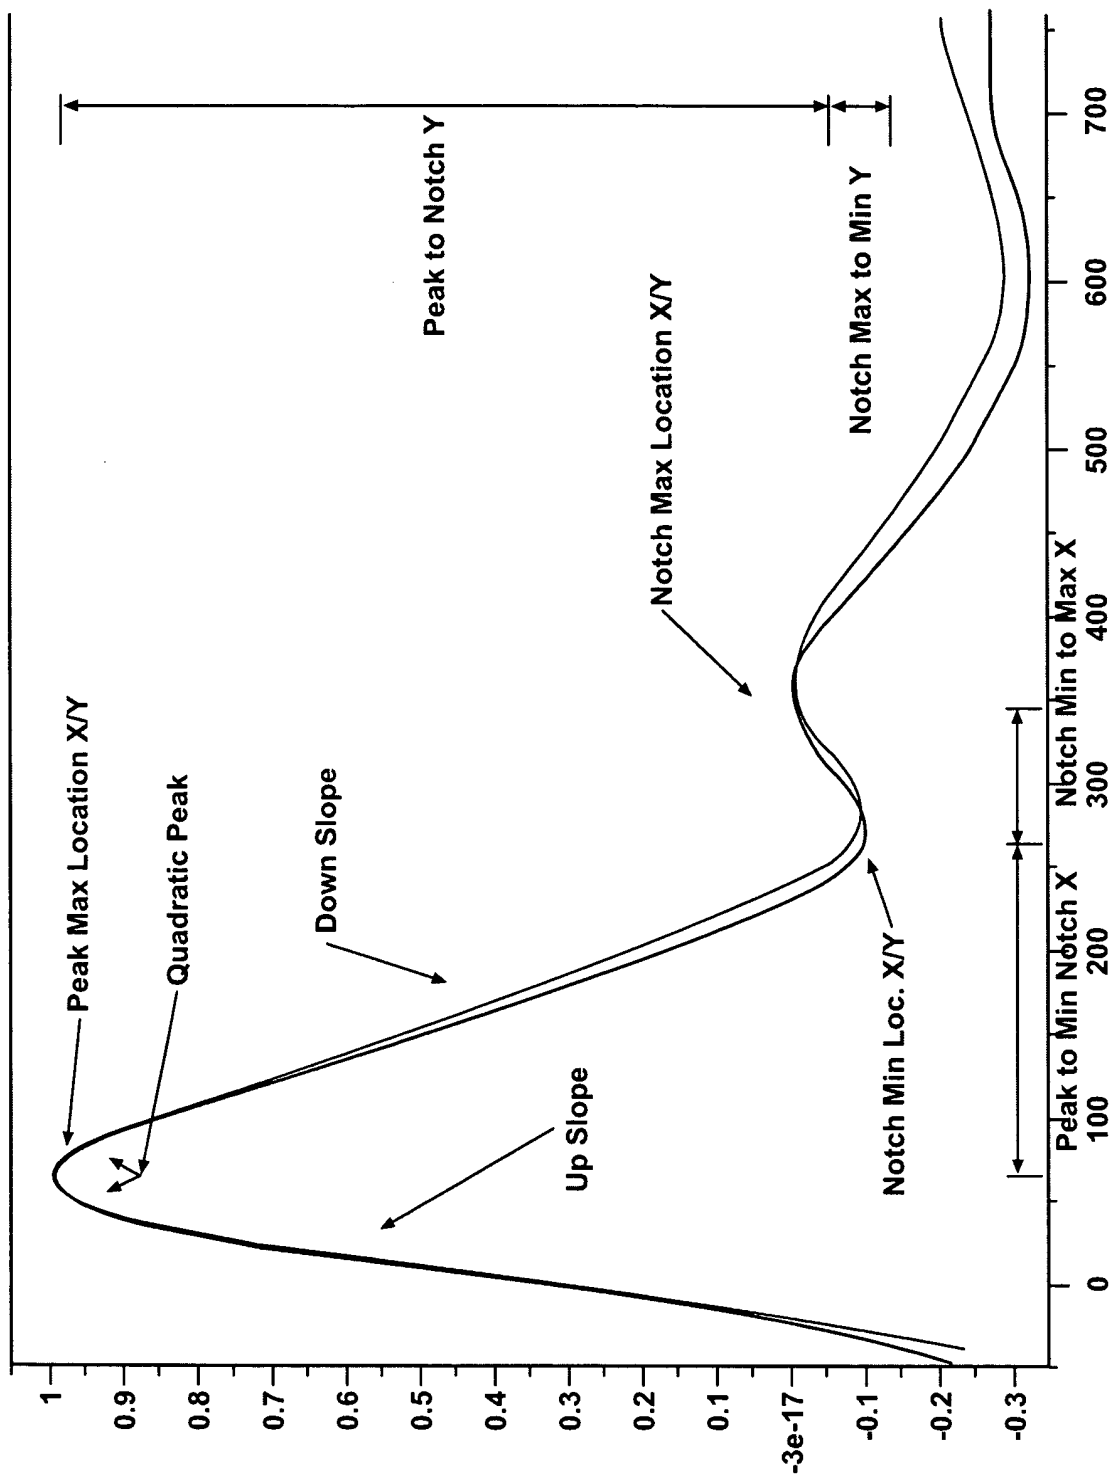 Peak Max Location X/Y
Quadratic Peak
Down Slope
Up Slope
Peak to Notch Y
Notch Max Location X/Y
Notch Max to Min Y
Notch Min Loc. X/Y
Peak to Min Notch X
Notch Min to Max X
1
0.9
0.8
0.7
0.6
0.5
0.4
0.3
0.2
0.1
-3e-17
-0.1
-0.2
-0.3
0
100
200
300
400
500
600
700